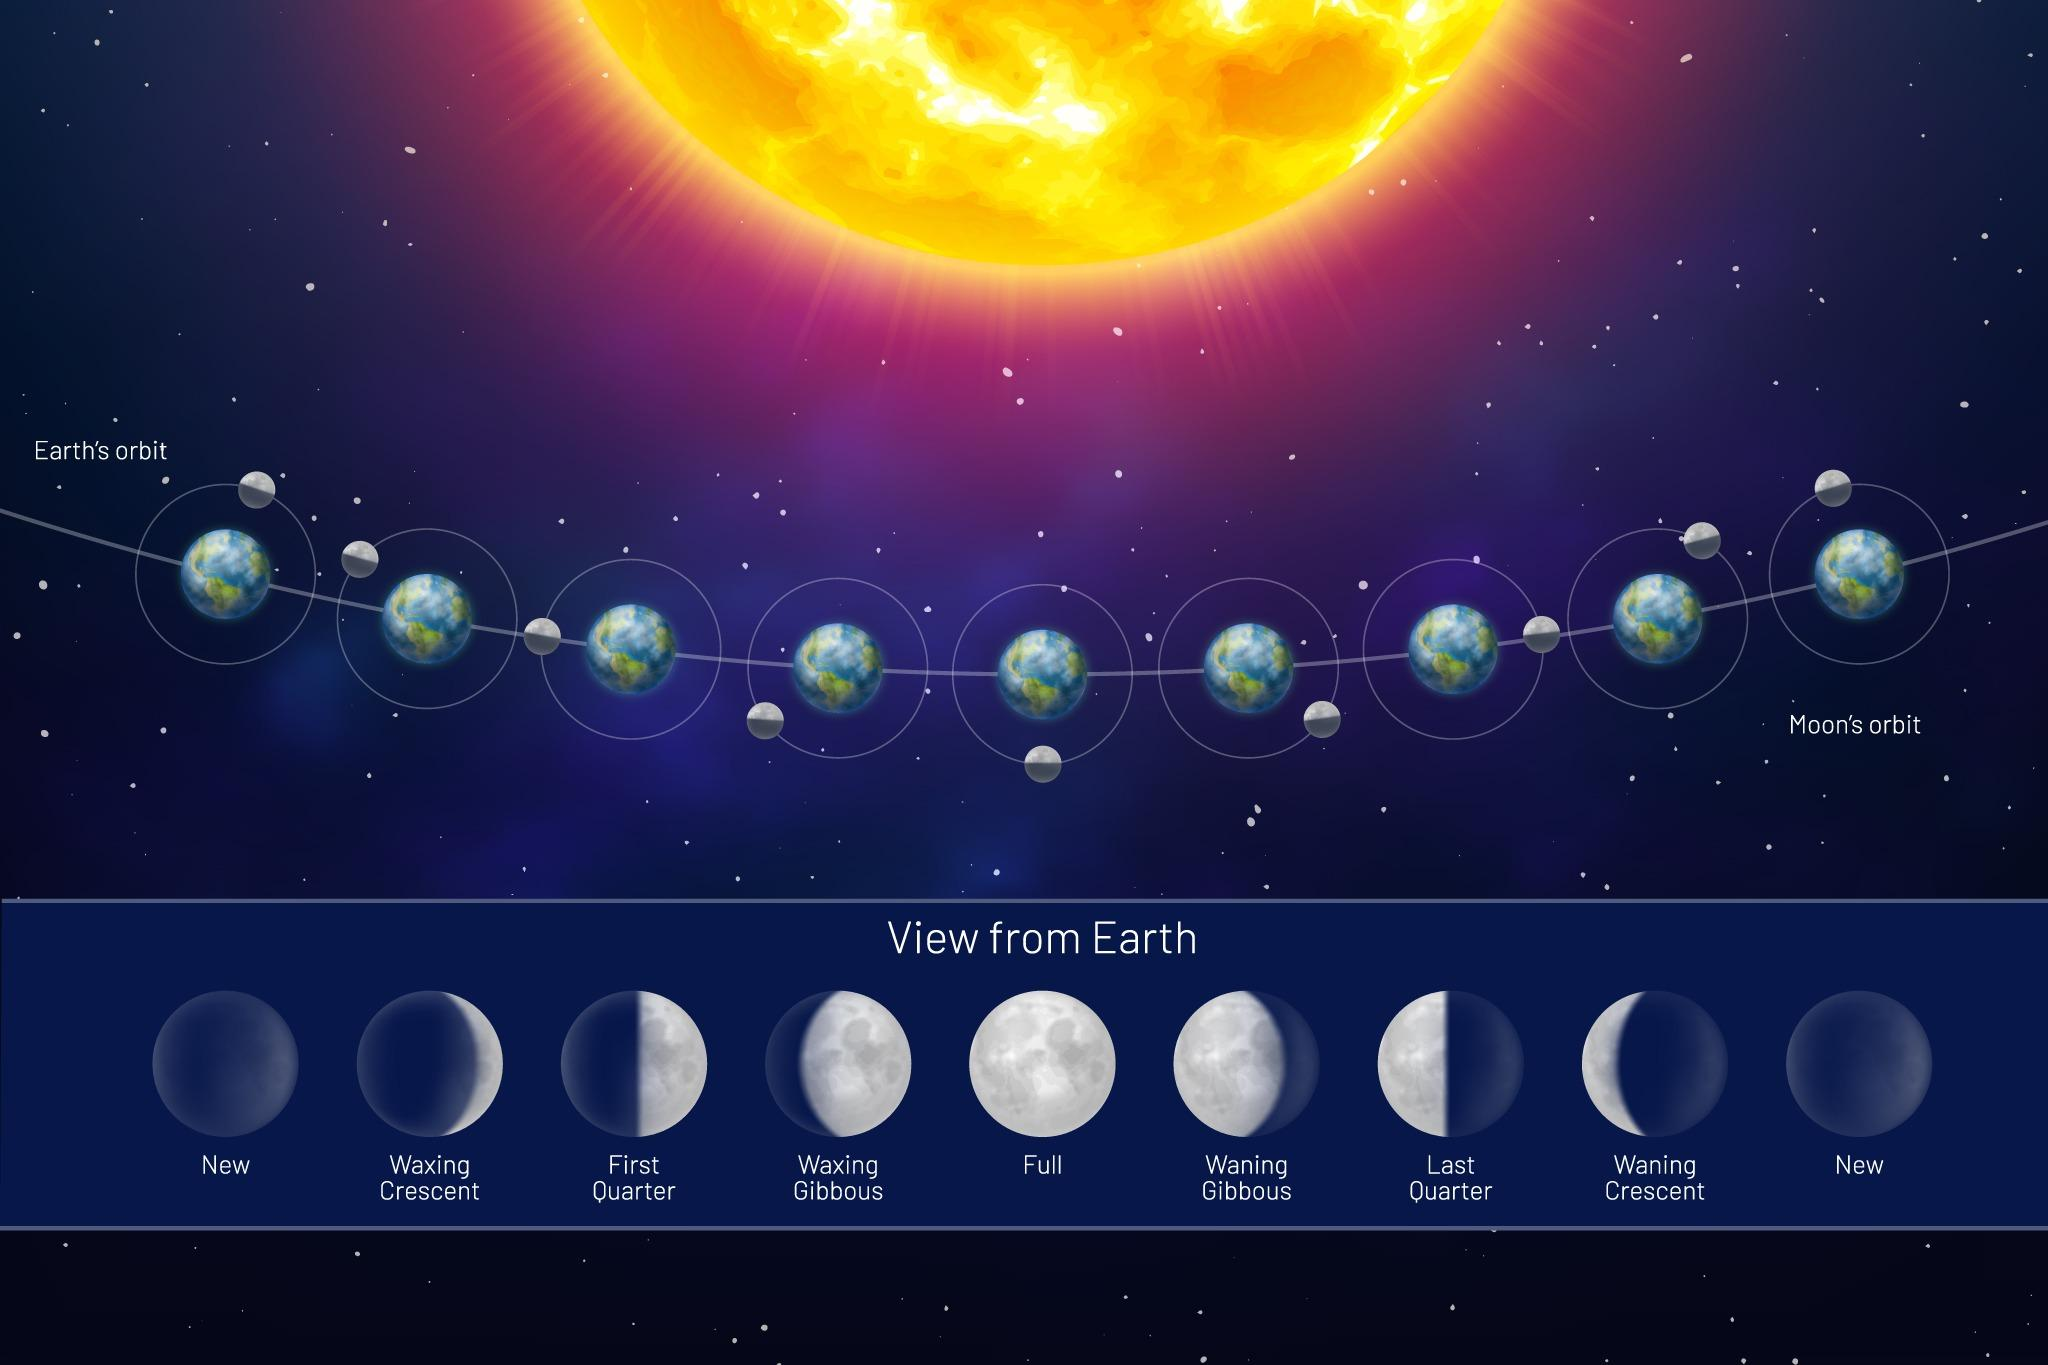 Earth's orbit
Moon's orbit
View from Earth
New
Waxing
Crescent
First
Quarter
Waxing
Gibbous
Full
Waning
Gibbous
Last
Quarter
Waning
Crescent
New